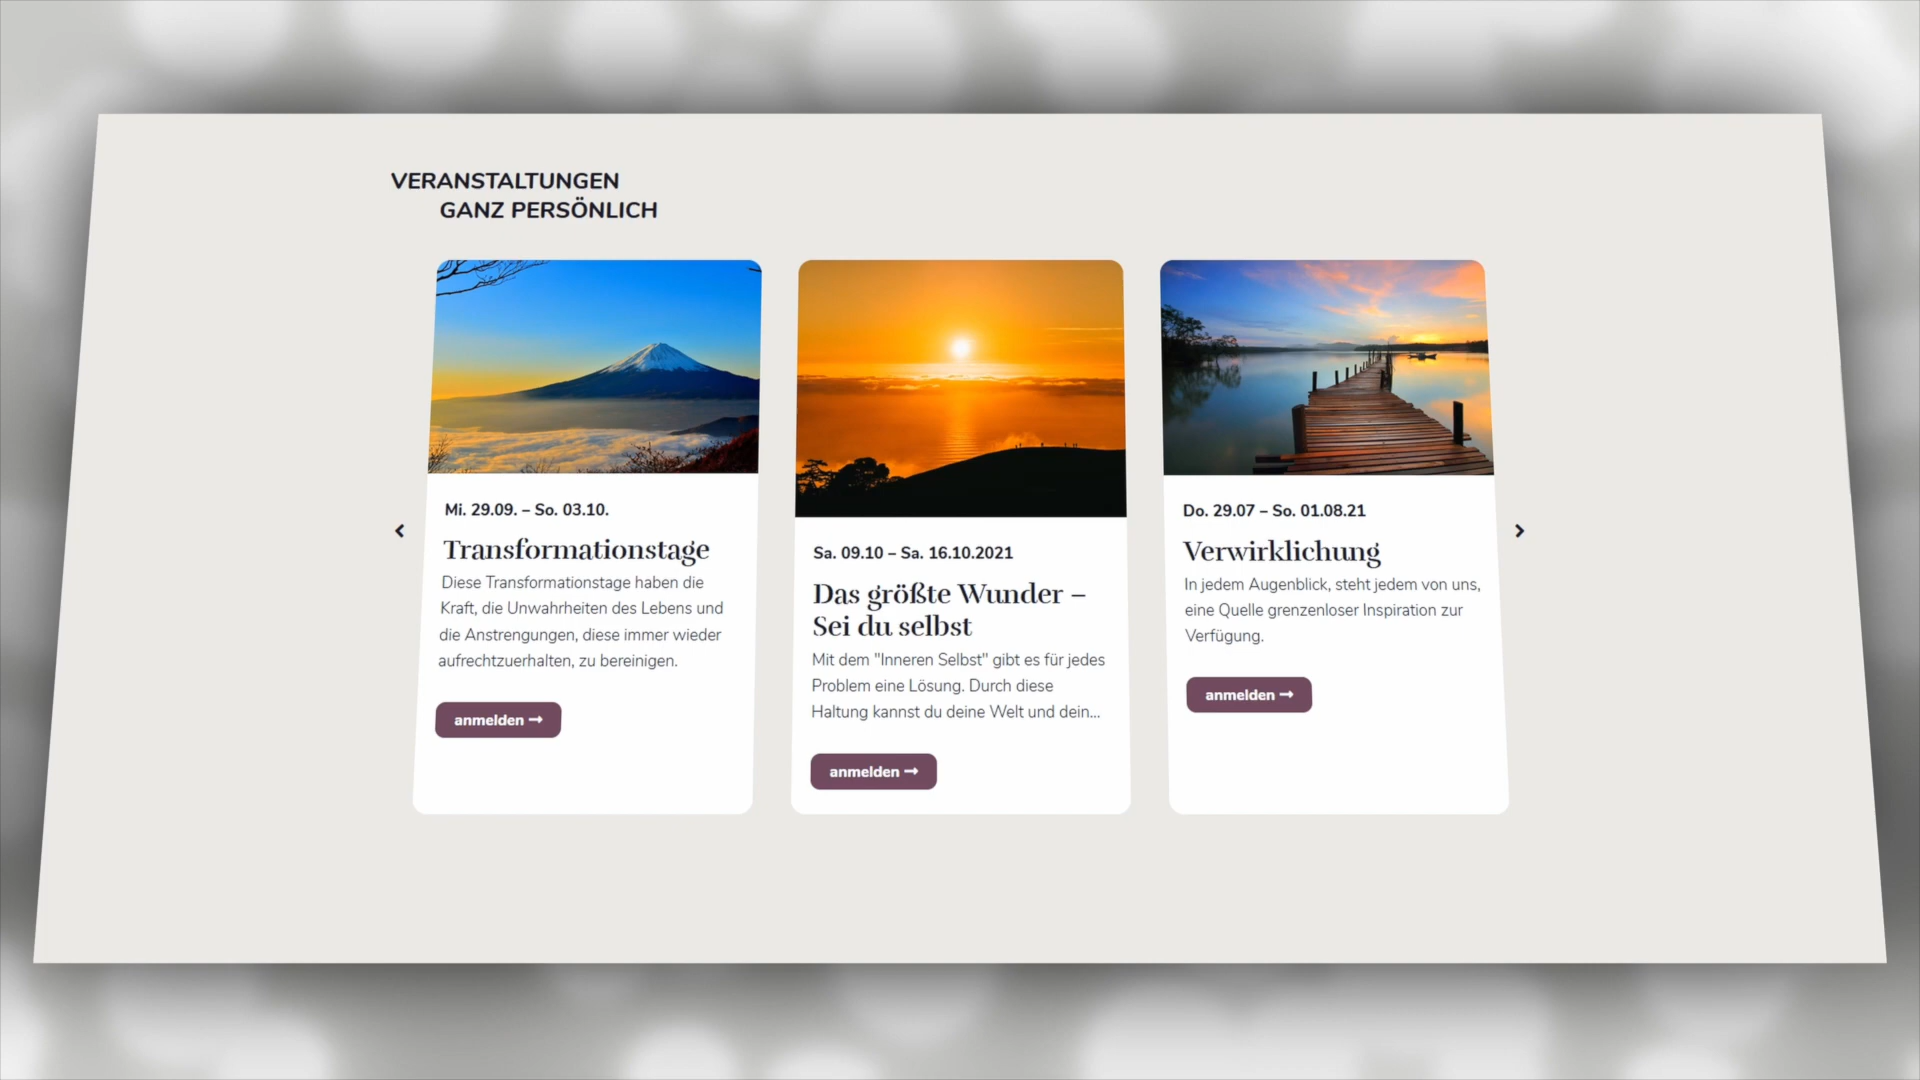 VERANSTALTUNGEN
GANZ PERSÖNLICH
Mi. 29.09. – So. 03.10.
Transformationstage
Diese Transformationstage haben die
Kraft, die Unwahrheiten des Lebens und
die Anstrengungen, diese immer wieder
aufrechtzuerhalten, zu bereinigen.
anmelden →
Sa. 09.10 – Sa. 16.10.2021
Das größte Wunder –
Sei du selbst
Mit dem "Inneren Selbst" gibt es für jedes
Problem eine Lösung. Durch diese
Haltung kannst du deine Welt und dein...
anmelden →
Do. 29.07 – So. 01.08.21
Verwirklichung
In jedem Augenblick, steht jedem von uns,
eine Quelle grenzenloser Inspiration zur
Verfügung.
anmelden →